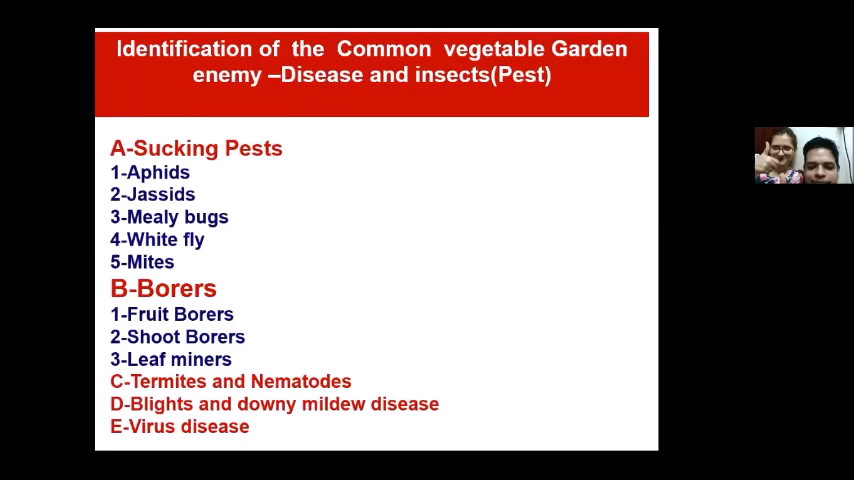 Identification of the Common vegetable Garden
enemy –Disease and insects(Pest)
A-Sucking Pests
1-Aphids
2-Jassids
3-Mealy bugs
4-White fly
5-Mites
B-Borers
1-Fruit Borers
2-Shoot Borers
3-Leaf miners
C-Termites and Nematodes
D-Blights and downy mildew disease
E-Virus disease